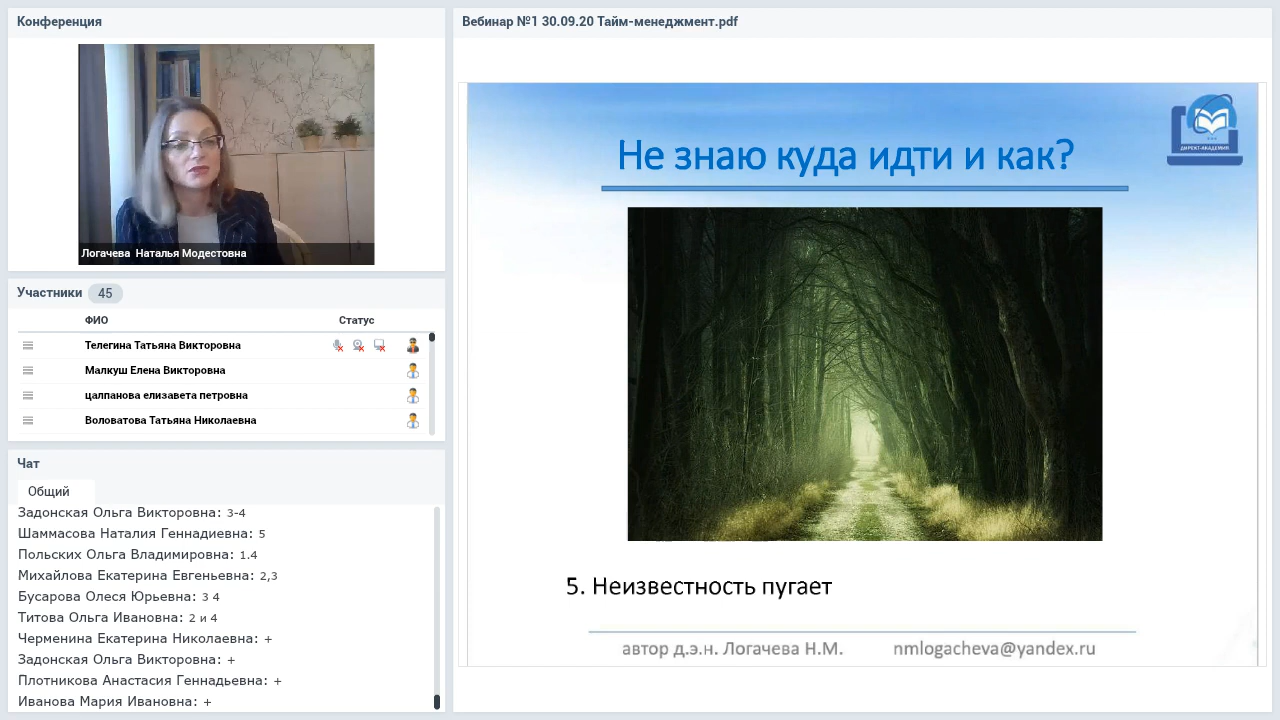 Конференция
Логачева Наталья Модестовна
Участники 45
ФИО Статус
Телегина Татьяна Викторовна
Малкуш Елена Викторовна
цалпанова елизавета петровна
Воловатова Татьяна Николаевна
Чат
Общий
Задонская Ольга Викторовна: 3-4
Шаммасова Наталия Геннадиевна: 5
Польских Ольга Владимировна: 1.4
Михайлова Екатерина Евгеньевна: 2,3
Бусарова Олеся Юрьевна: 3 4
Титова Ольга Ивановна: 2 и 4
Черменина Екатерина Николаевна: +
Задонская Ольга Викторовна: +
Плотникова Анастасия Геннадьевна: +
Иванова Мария Ивановна: +
Вебинар №1 30.09.20 Тайм-менеджмент.pdf
ДИРЕКТ-АКАДЕМИЯ
Не знаю куда идти и как?
5. Неизвестность пугает
автор д.э.н. Логачева Н.М. nmlogacheva@yandex.ru